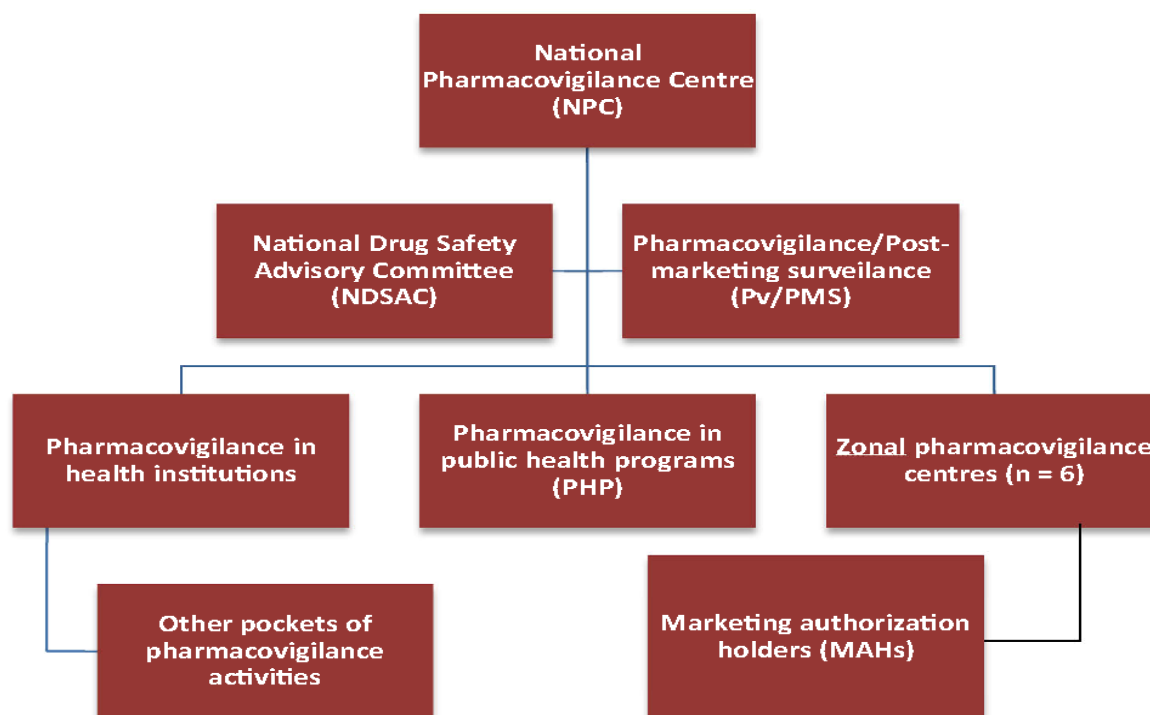 National
Pharmacovigilance Centre
(NPC)
National Drug Safety
Advisory Committee
(NDSAC)
Pharmacovigilance/Post-
marketing surveilance
(Pv/PMS)
Pharmacovigilance in
health institutions
Pharmacovigilance in
public health programs
(PHP)
Zonal pharmacovigilance
centres (n = 6)
Other pockets of
pharmacovigilance
activities
Marketing authorization
holders (MAHs)